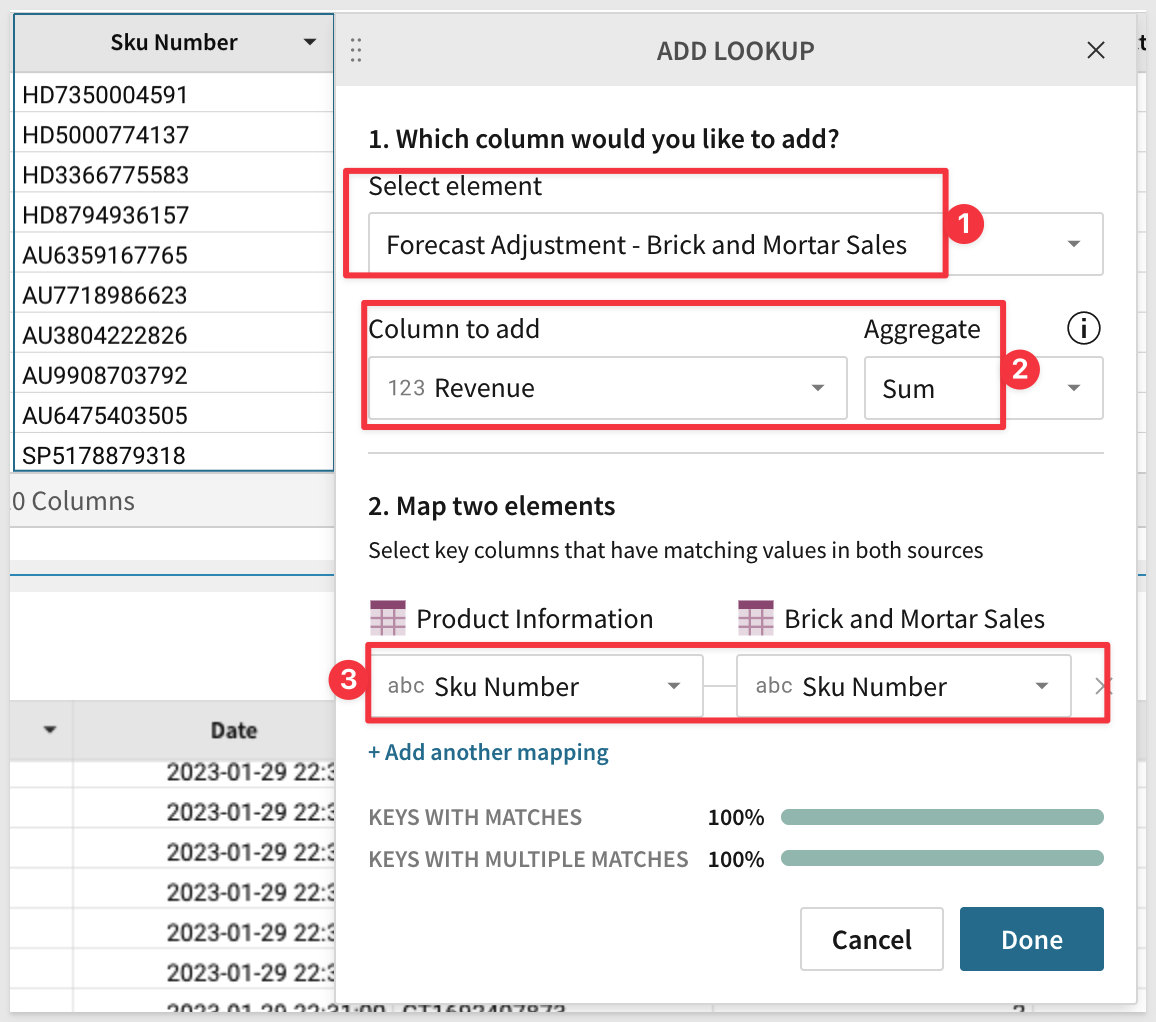 Sku Number
HD7350004591
HD5000774137
HD3366775583
HD8794936157
AU6359167765
AU7718986623
AU3804222826
AU9908703792
AU6475403505
SP5178879318
0 Columns
ADD LOOKUP
1. Which column would you like to add?
Select element
Forecast Adjustment - Brick and Mortar Sales
1
Column to add
Aggregate
123 Revenue
Sum
2
2. Map two elements
Select key columns that have matching values in both sources
Product Information
Brick and Mortar Sales
3
abc Sku Number
abc Sku Number
+ Add another mapping
KEYS WITH MATCHES 100%
KEYS WITH MULTIPLE MATCHES 100%
Cancel
Done
Date
2023-01-29 22:3
2023-01-29 22:3
2023-01-29 22:3
2023-01-29 22:3
2023-01-29 22:3
2023-01-29 22:3
2023-01-29 22:31:00